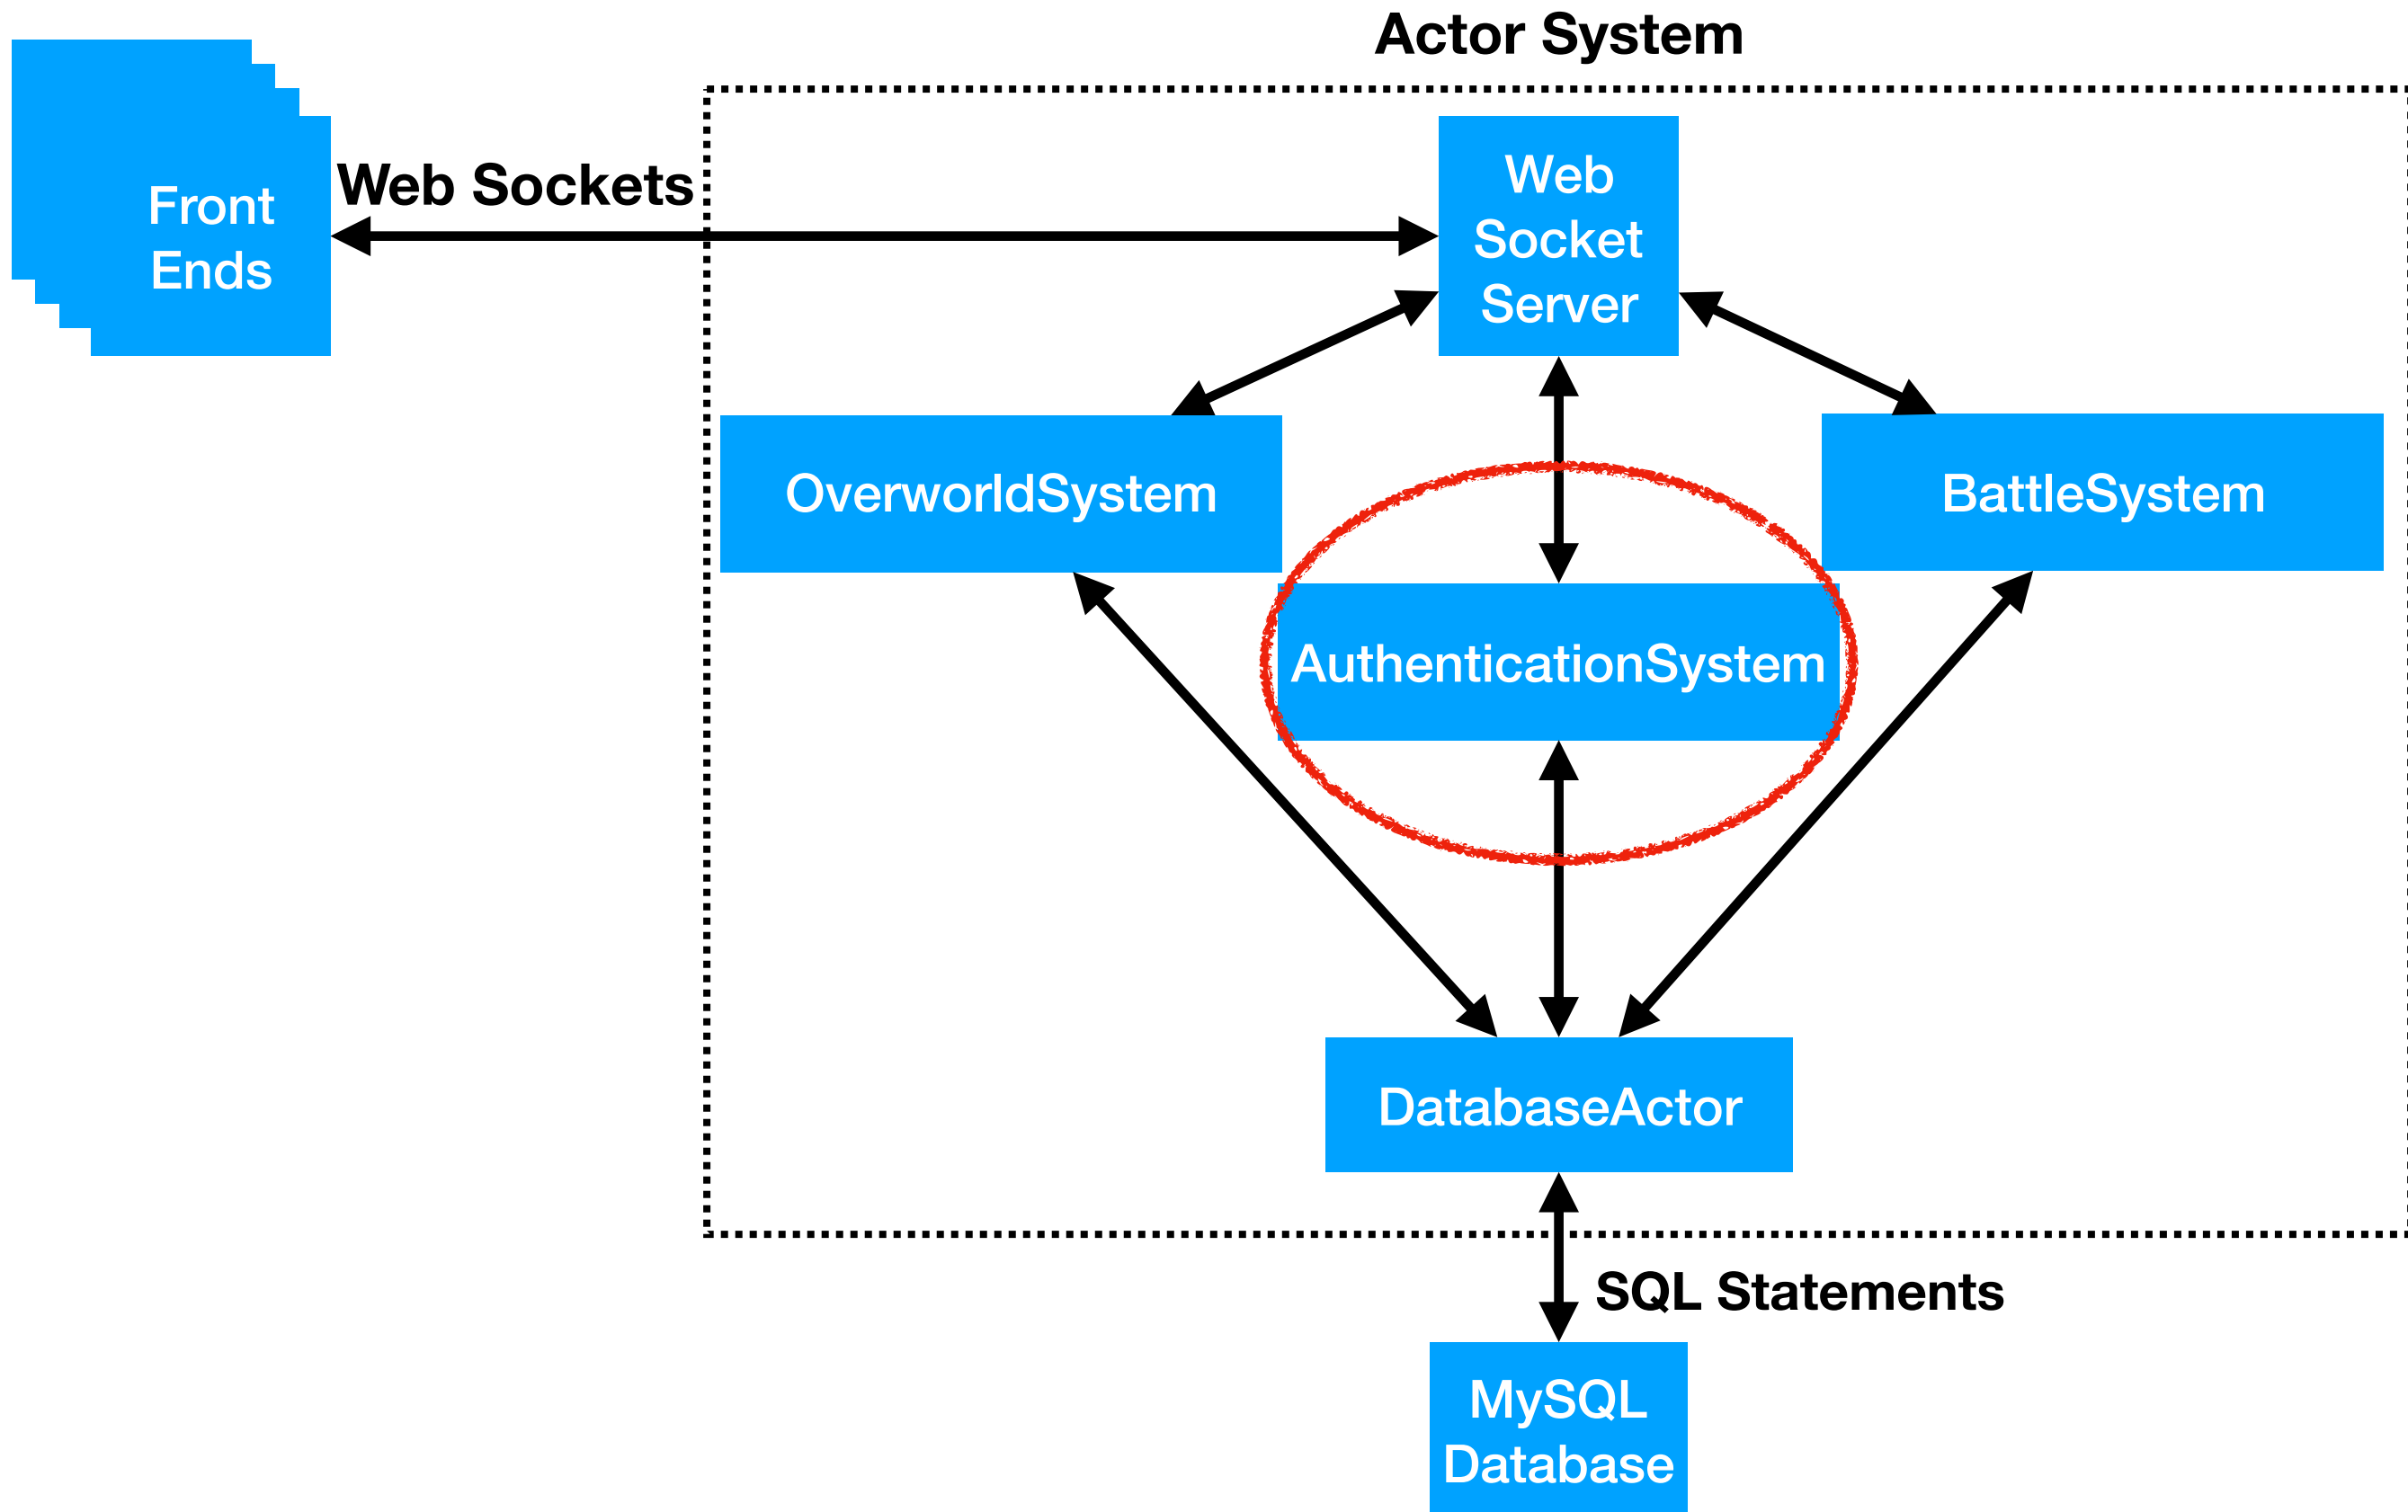 Actor System
Front
Ends
Web Sockets
Web
Socket
Server
OverworldSystem
BattleSystem
AuthenticationSystem
DatabaseActor
SQL Statements
MySQL
Database